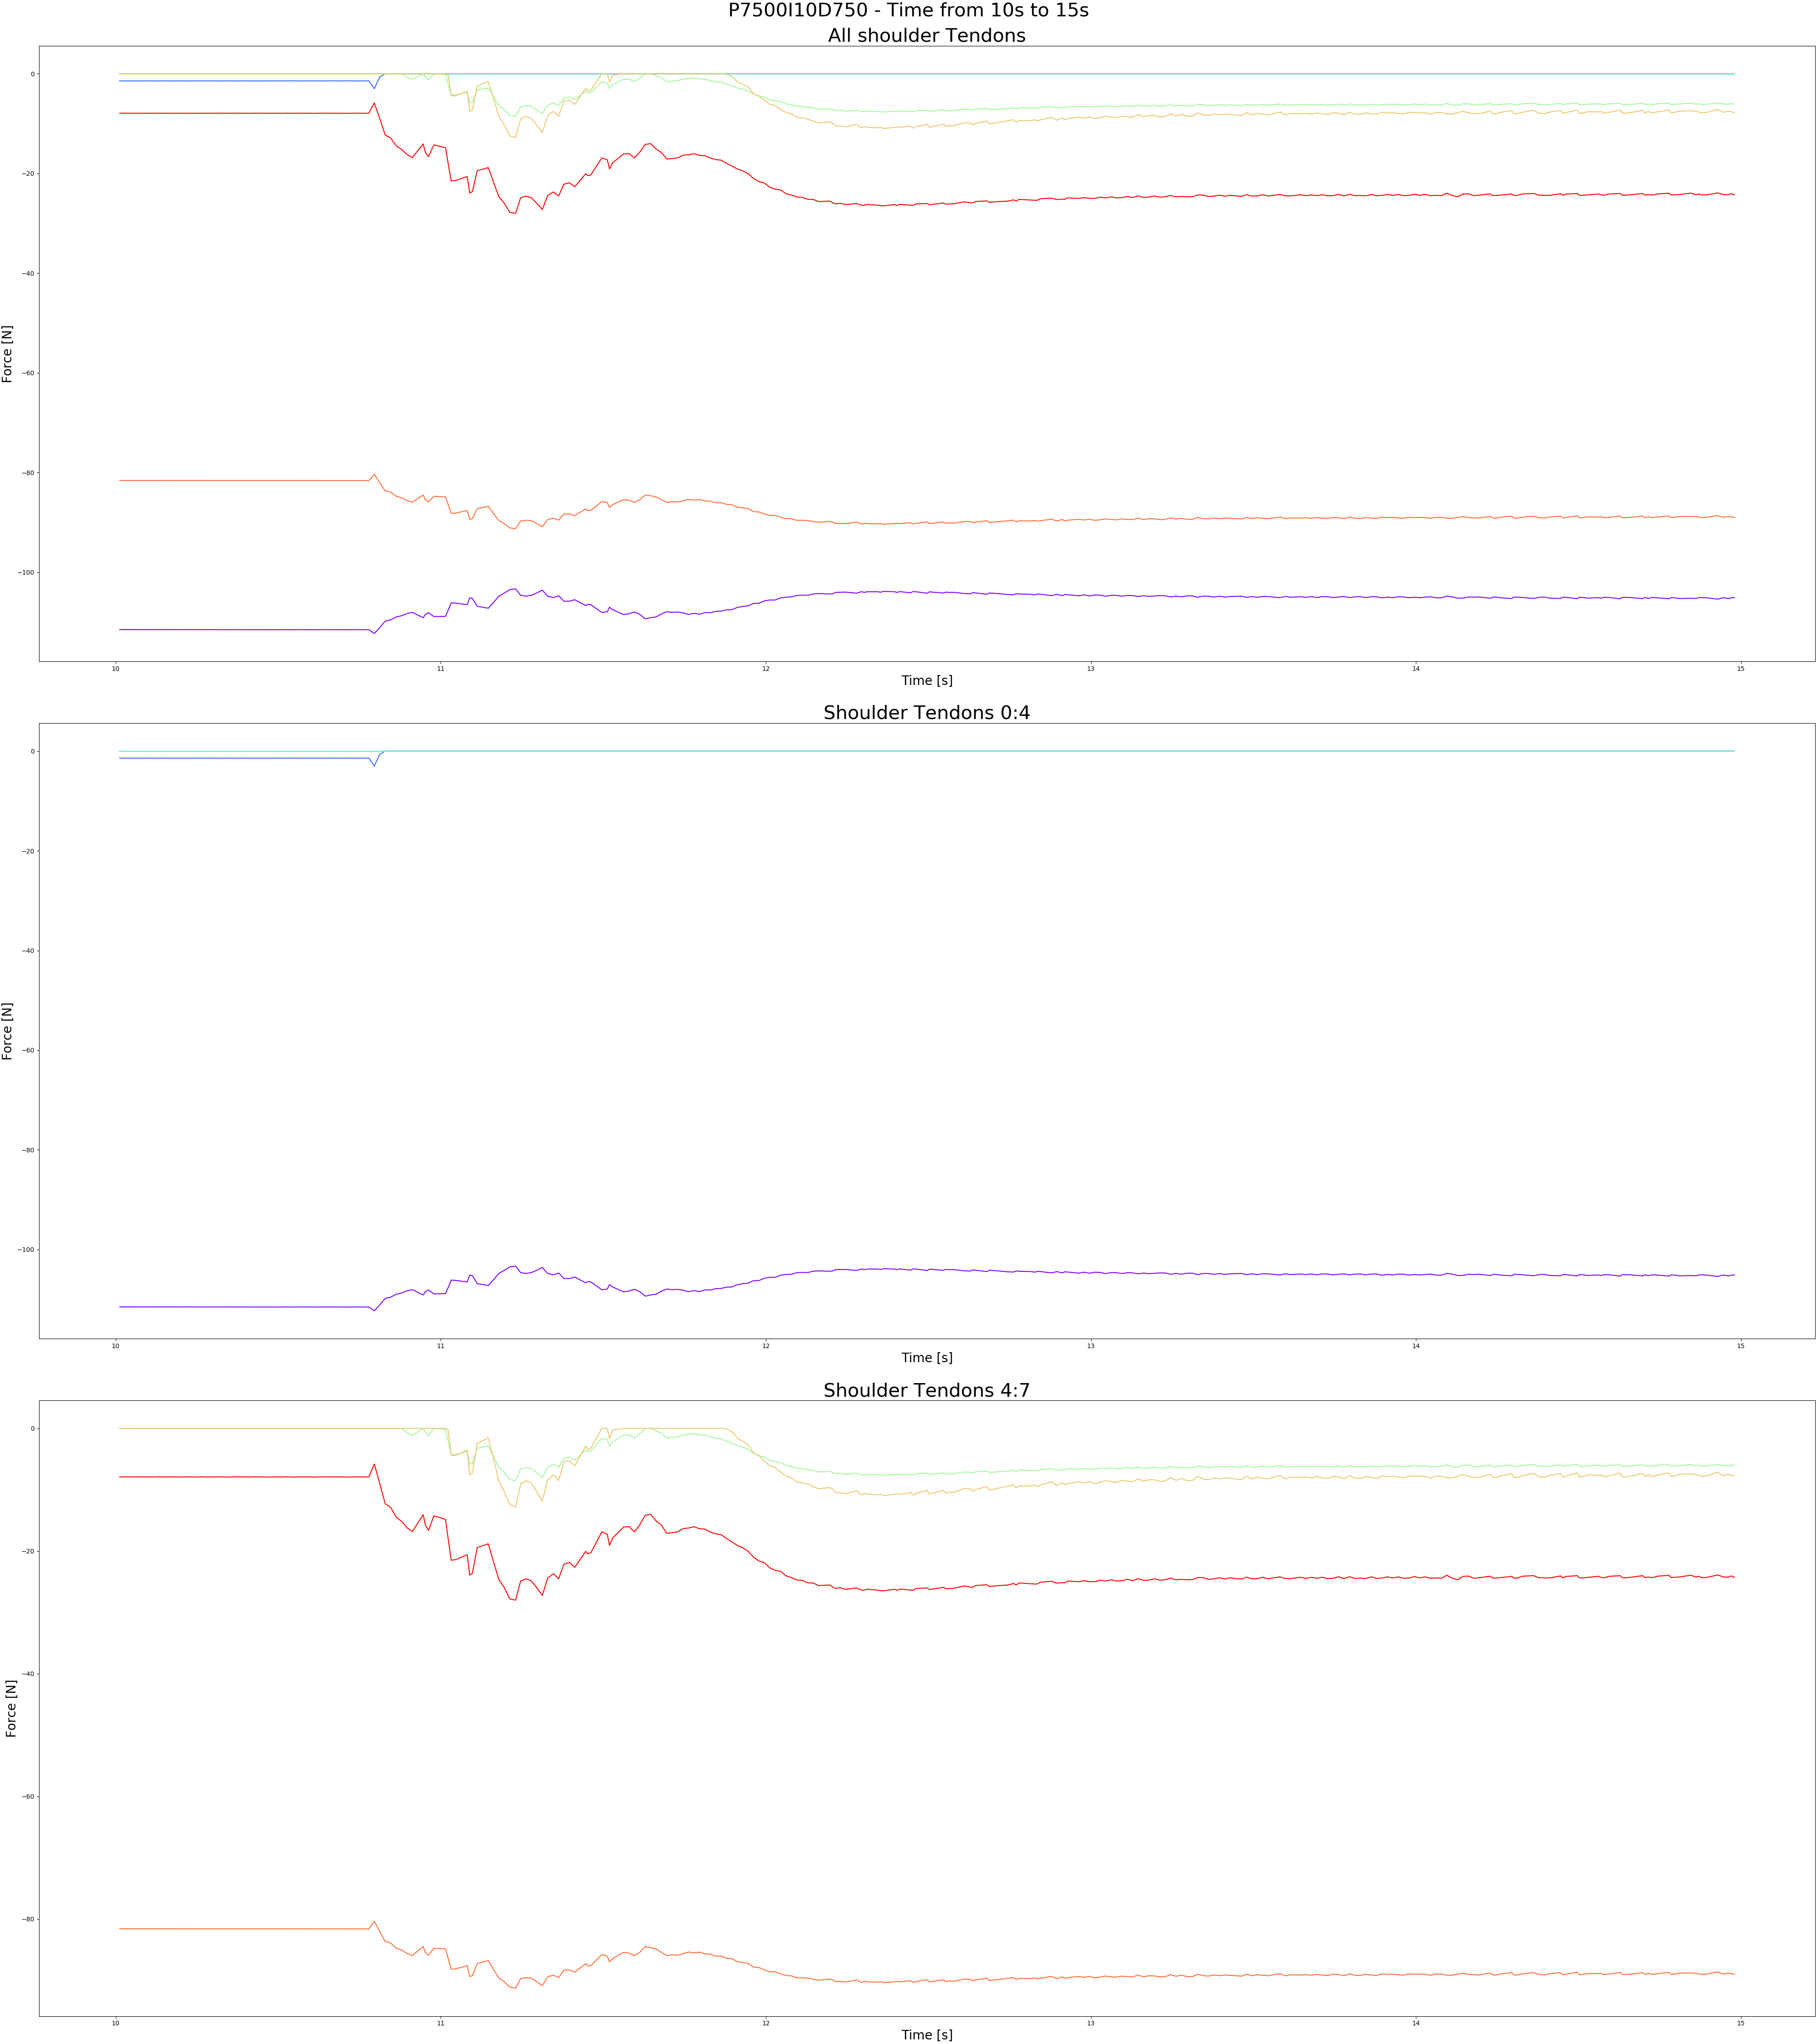 P7500I10D750 - Time from 10s to 15s
All shoulder Tendons
0
−20
−40
−60
−80
−100
Force [N]
10 11 12 13 14 15
Time [s]
Shoulder Tendons 0:4
0
−20
−40
−60
−80
−100
Force [N]
10 11 12 13 14 15
Time [s]
Shoulder Tendons 4:7
0
−20
−40
−60
−80
Force [N]
10 11 12 13 14 15
Time [s]